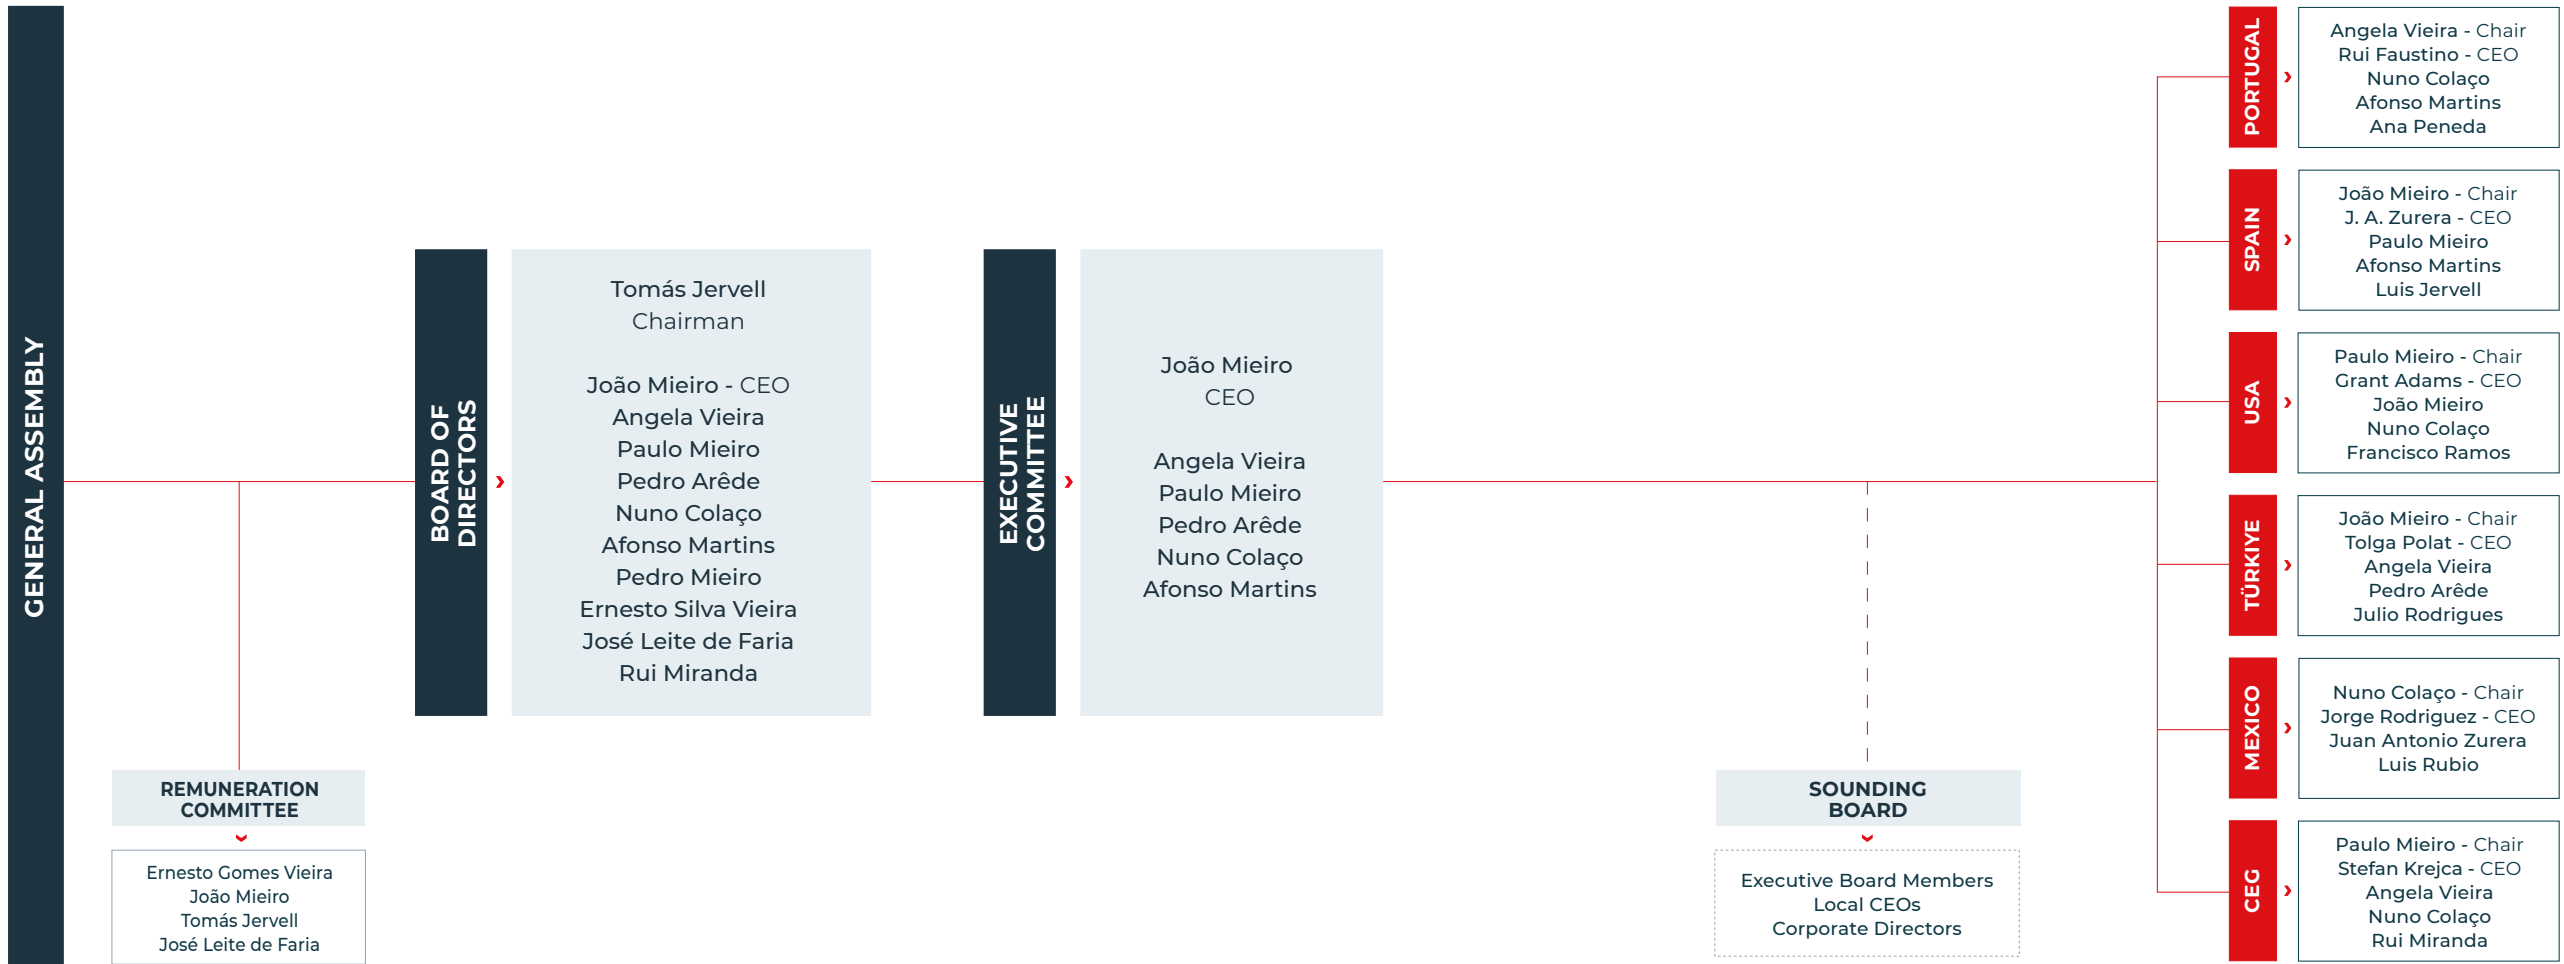 GENERAL ASSEMBLY
REMUNERATION
COMMITTEE
Ernesto Gomes Vieira
João Mieiro
Tomás Jervell
José Leite de Faria
BOARD OF
DIRECTORS
Tomás Jervell
Chairman
João Mieiro - CEO
Angela Vieira
Paulo Mieiro
Pedro Arêde
Nuno Colaço
Afonso Martins
Pedro Mieiro
Ernesto Silva Vieira
José Leite de Faria
Rui Miranda
EXECUTIVE
COMMITTEE
João Mieiro
CEO
Angela Vieira
Paulo Mieiro
Pedro Arêde
Nuno Colaço
Afonso Martins
SOUNDING
BOARD
Executive Board Members
Local CEOs
Corporate Directors
PORTUGAL
Angela Vieira - Chair
Rui Faustino - CEO
Nuno Colaço
Afonso Martins
Ana Peneda
SPAIN
João Mieiro - Chair
J. A. Zurera - CEO
Paulo Mieiro
Afonso Martins
Luis Jervell
USA
Paulo Mieiro - Chair
Grant Adams - CEO
João Mieiro
Nuno Colaço
Francisco Ramos
TÜRKIYE
João Mieiro - Chair
Tolga Polat - CEO
Angela Vieira
Pedro Arêde
Julio Rodrigues
MEXICO
Nuno Colaço - Chair
Jorge Rodriguez - CEO
Juan Antonio Zurera
Luis Rubio
CEG
Paulo Mieiro - Chair
Stefan Krejca - CEO
Angela Vieira
Nuno Colaço
Rui Miranda